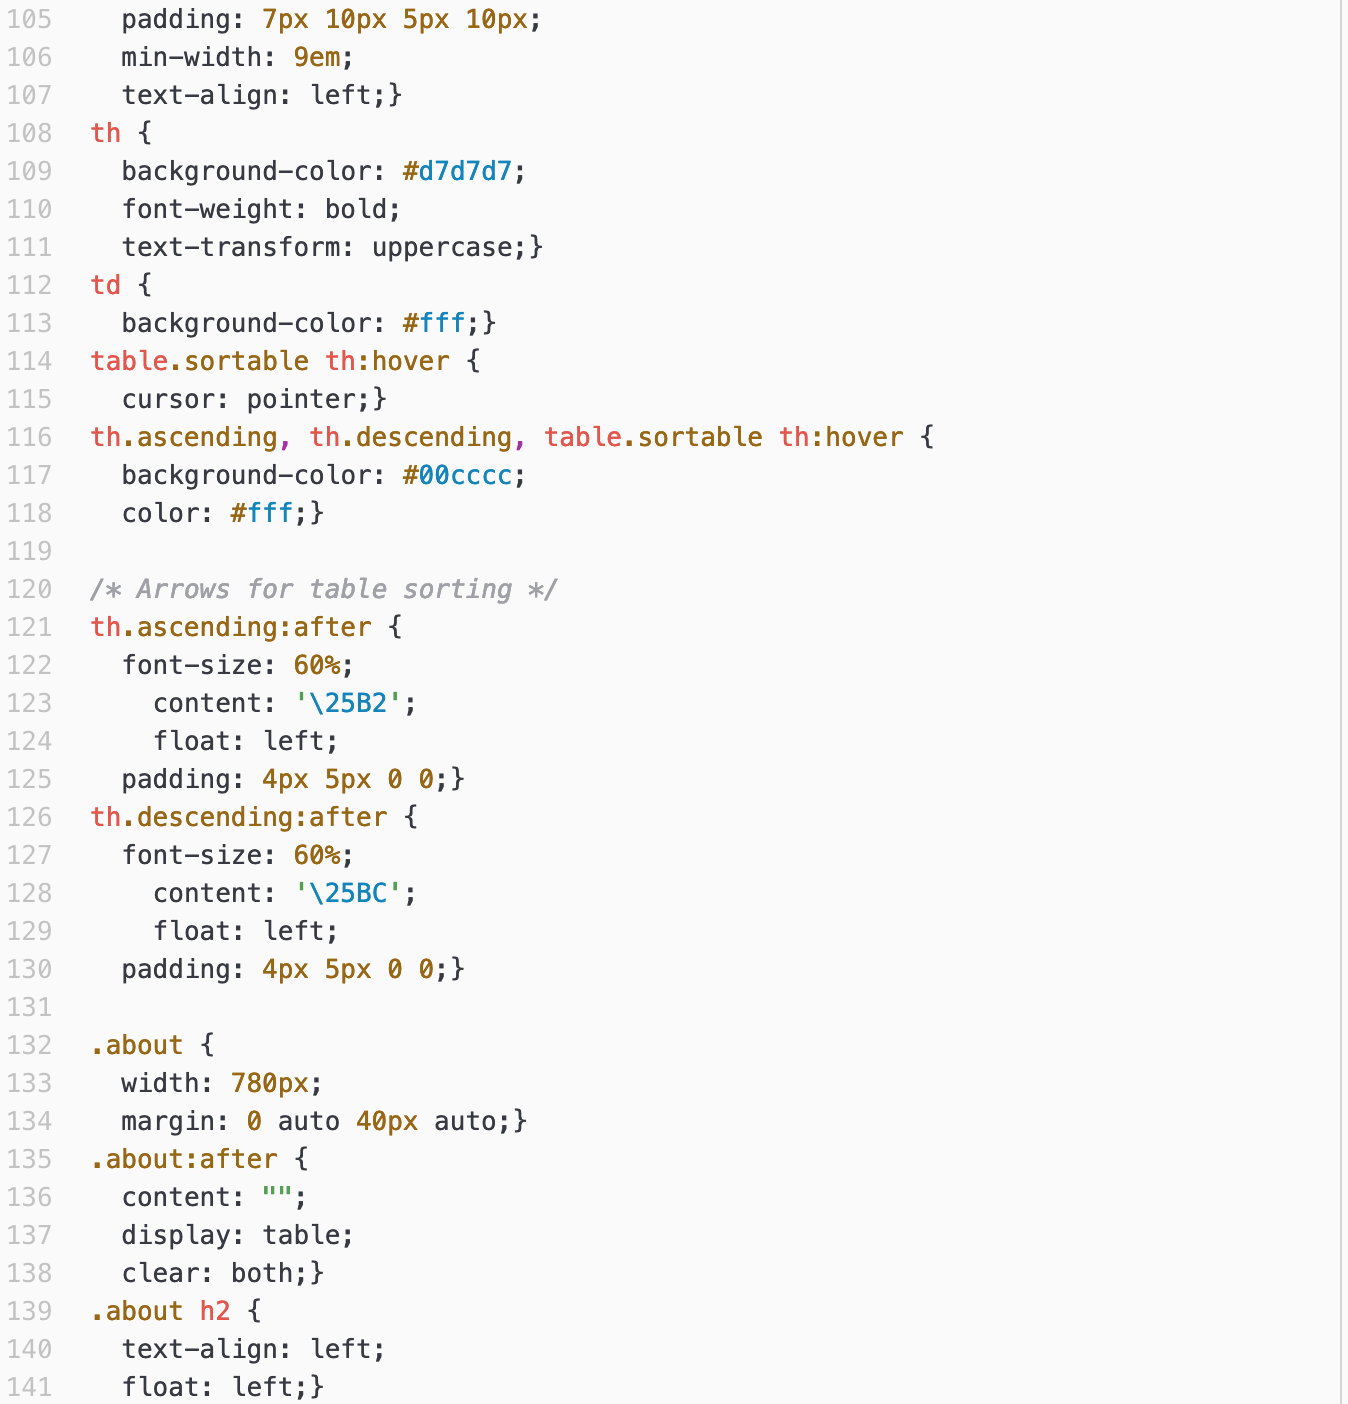 105 padding: 7px 10px 5px 10px;
106 min-width: 9em;
107 text-align: left;}
108 th {
109 background-color: #d7d7d7;
110 font-weight: bold;
111 text-transform: uppercase;}
112 td {
113 background-color: #fff;}
114 table.sortable th:hover {
115 cursor: pointer;}
116 th.ascending, th.descending, table.sortable th:hover {
117 background-color: #00cccc;
118 color: #fff;}
119
120 /* Arrows for table sorting */
121 th.ascending:after {
122 font-size: 60%;
123 content: '\25B2';
124 float: left;
125 padding: 4px 5px 0 0;}
126 th.descending:after {
127 font-size: 60%;
128 content: '\25BC';
129 float: left;
130 padding: 4px 5px 0 0;}
131
132 .about {
133 width: 780px;
134 margin: 0 auto 40px auto;}
135 .about:after {
136 content: "";
137 display: table;
138 clear: both;}
139 .about h2 {
140 text-align: left;
141 float: left;}